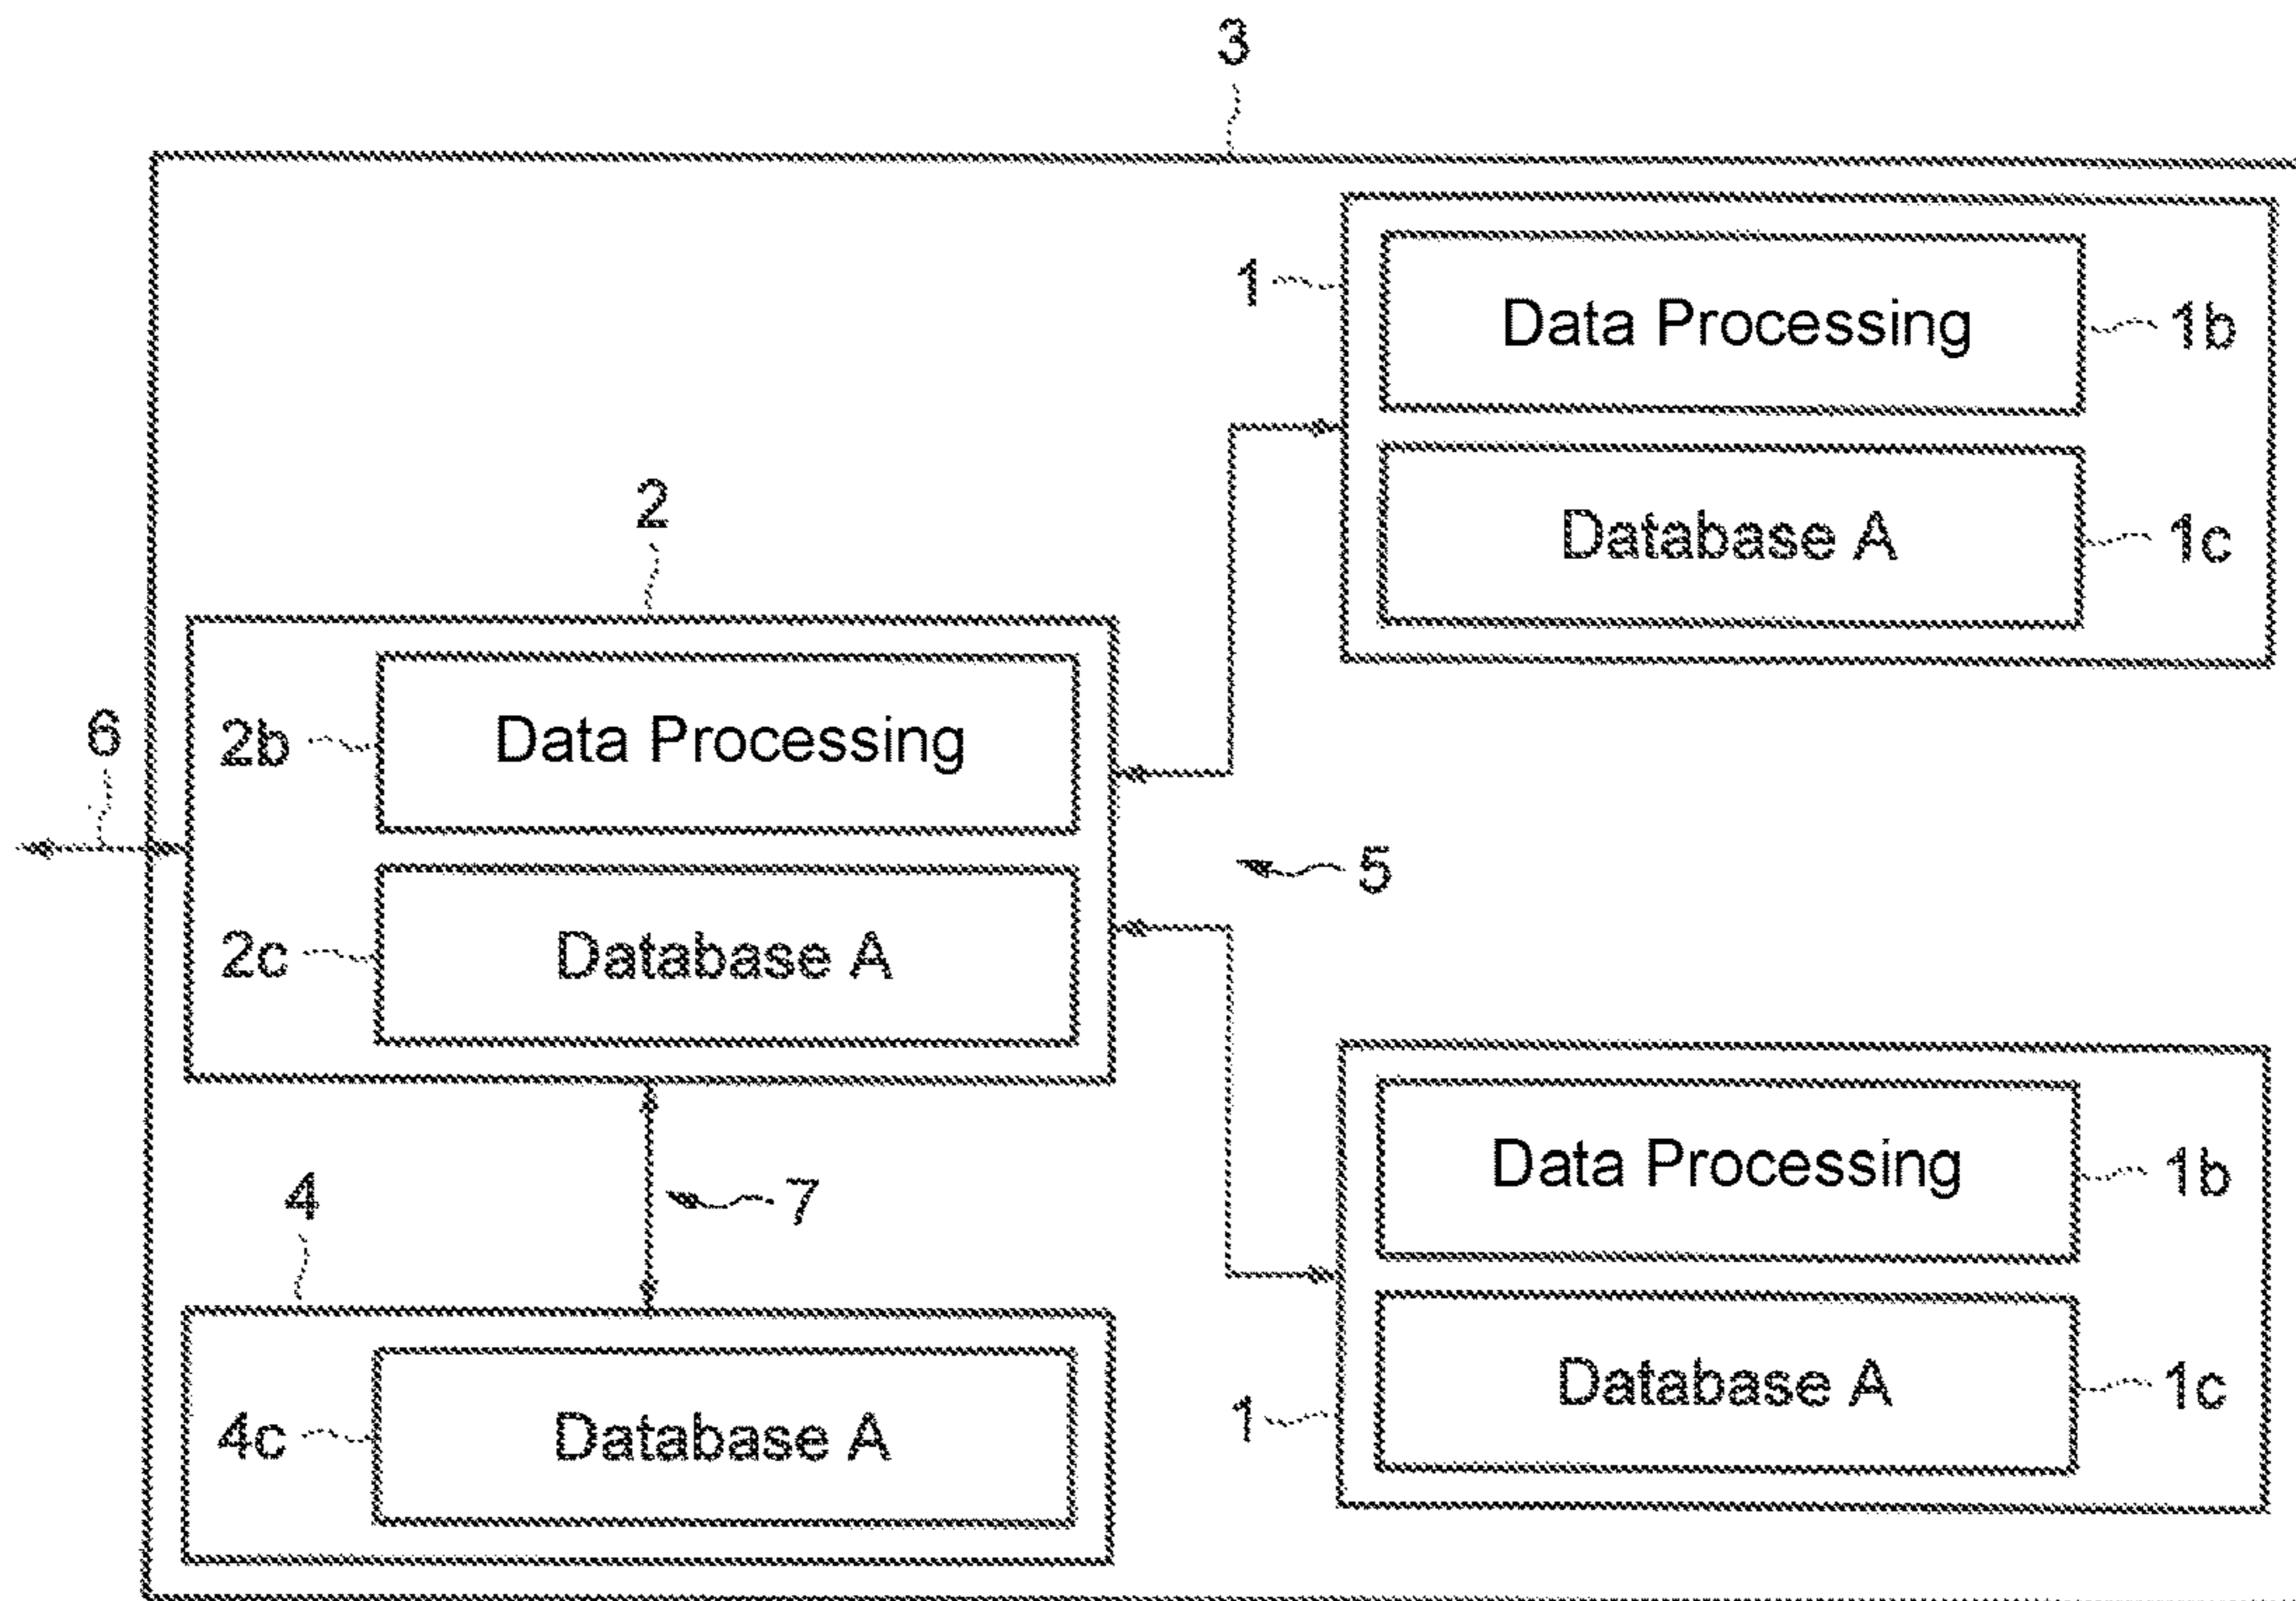 3
1
Data Processing
1b
Database A
1c
2
2b
Data Processing
6
2c
Database A
5
1
Data Processing
1b
Database A
1c
7
4
4c
Database A